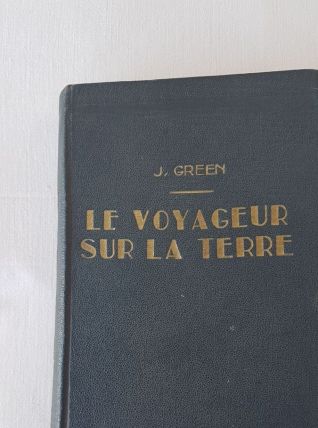 J. GREEN
LE VOYAGEUR
SUR LA TERRE